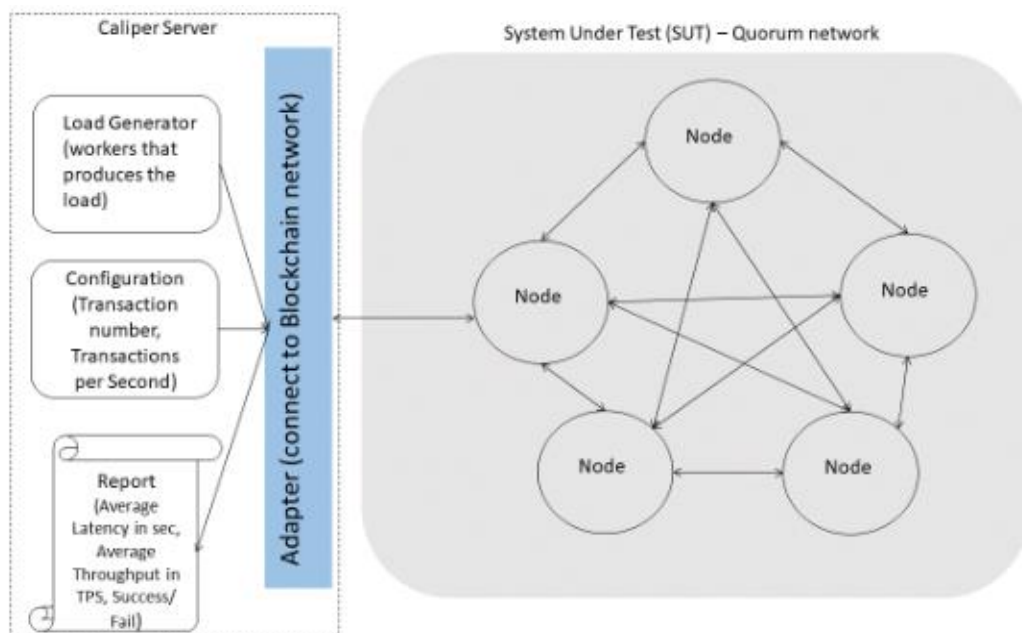 Caliper Server
Load Generator
(workers that
produces the
load)
Configuration
(Transaction
number,
Transactions
per Second)
Report
(Average
Latency in sec,
Average
Throughput in
TPS, Success/
Fail)
Adapter (connect to Blockchain network)
System Under Test (SUT) – Quorum network
Node
Node
Node
Node
Node